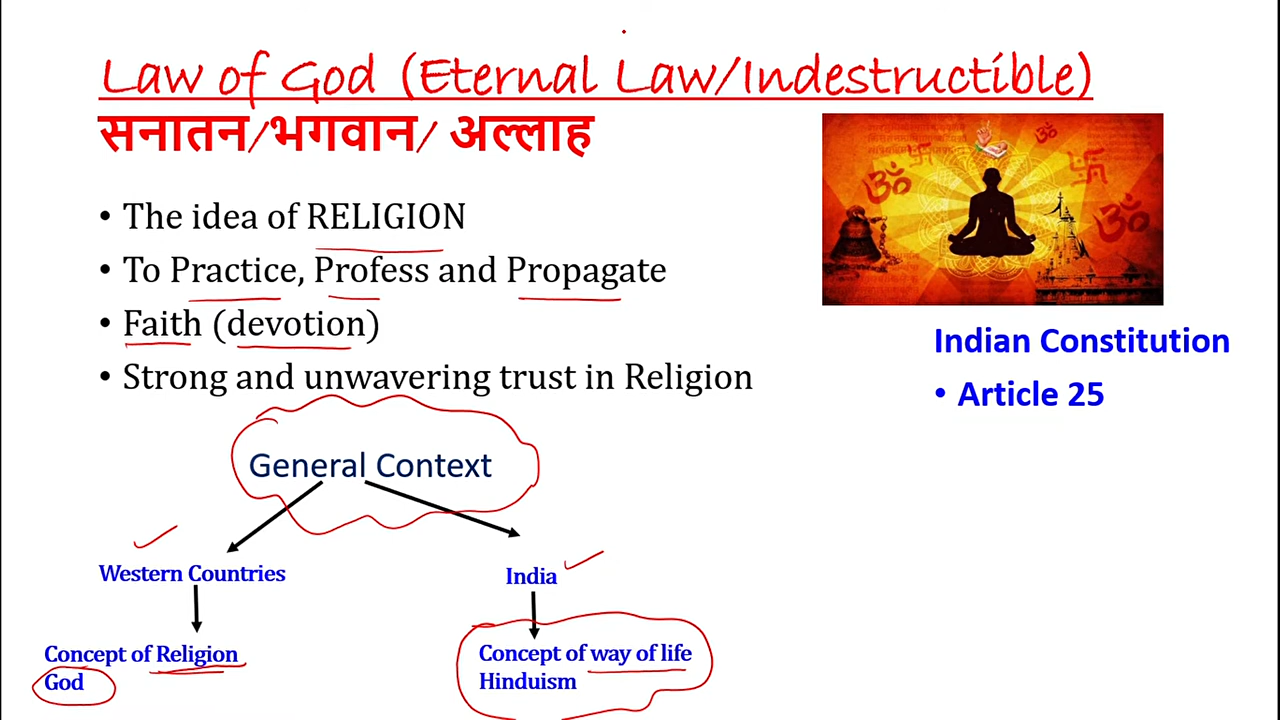 Law of God (Eternal Law/Indestructible)
सनातन/भगवान/ अल्लाह
• The idea of RELIGION
• To Practice, Profess and Propagate
• Faith (devotion)
• Strong and unwavering trust in Religion
Indian Constitution
• Article 25
General Context
Western Countries
India
Concept of Religion
God
Concept of way of life
Hinduism
ॐ
ॐ
ॐ